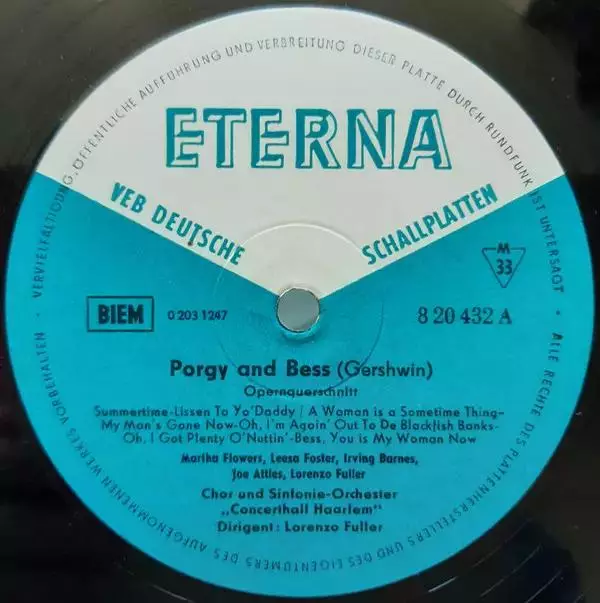 VERVIELFÄLTIGUNG, ÖFFENTLICHE AUFFÜHRUNG UND VERBREITUNG DIESER PLATTE DURCH RUNDFUNK IST UNTERSAGT · ALLE RECHTE DES PLATTENHERSTELLERS UND DES EIGENTÜMERS DES AUFGENOMMENEN WERKES VORBEHALTEN ·
ETERNA
VEB DEUTSCHE SCHALLPLATTEN
M
33
BIEM
0 203 1247
8 20 432 A
Porgy and Bess (Gershwin)
Opernquerschnitt
Summertime-Lissen To Yo'Daddy / A Woman is a Sometime Thing-
My Man's Gone Now-Oh, I'm Agoin' Out To De Blackfish Banks-
Oh, I Got Plenty O'Nuttin'-Bess, You is My Woman Now
Martha Flowers, Leesa Foster, Irving Barnes,
Joe Attles, Lorenzo Fuller
Chor und Sinfonie-Orchester
„Concerthall Haarlem"
Dirigent: Lorenzo Fuller